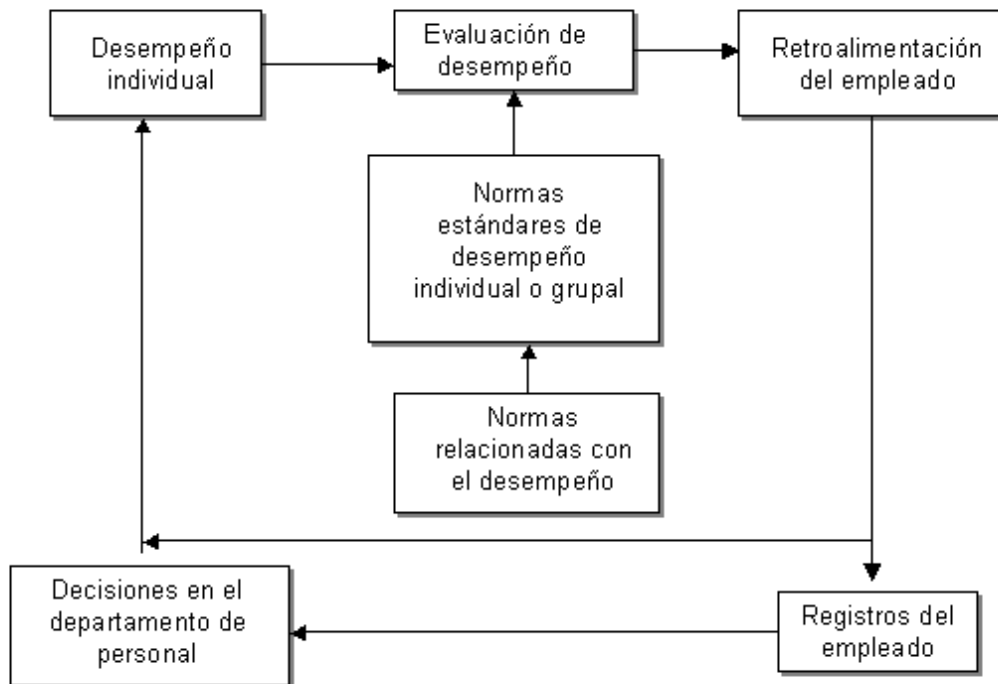 Desempeño
individual
Evaluación de
desempeño
Retroalimentación
del empleado
Normas
estándares de
desempeño
individual o grupal
Normas
relacionadas con
el desempeño
Decisiones en el
departamento de
personal
Registros del
empleado